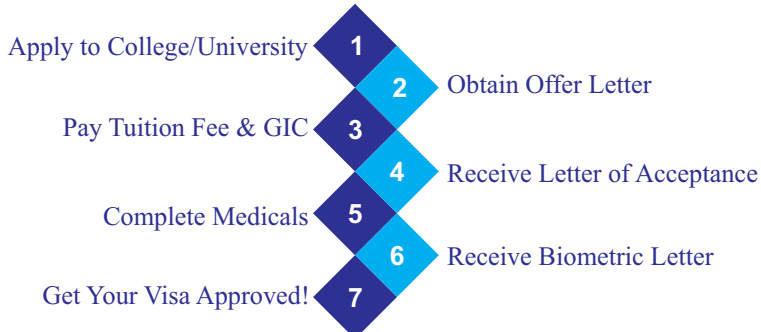 Apply to College/University 1
2 Obtain Offer Letter
Pay Tuition Fee & GIC 3
4 Receive Letter of Acceptance
Complete Medicals 5
6 Receive Biometric Letter
Get Your Visa Approved! 7